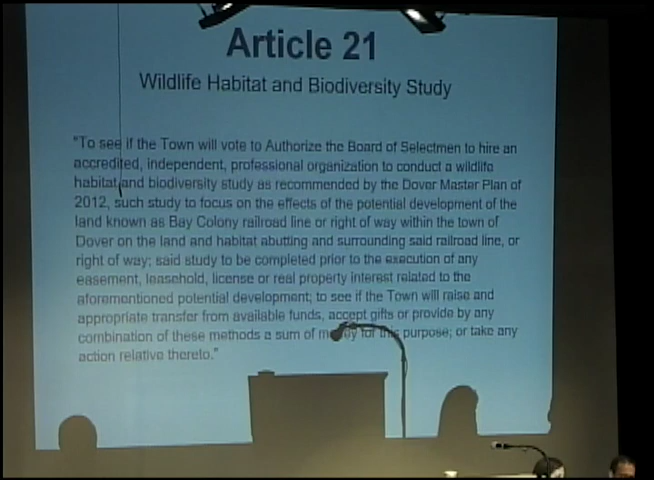 Article 21
Wildlife Habitat and Biodiversity Study
"To see if the Town will vote to Authorize the Board of Selectmen to hire an
accredited, independent, professional organization to conduct a wildlife
habitat and biodiversity study as recommended by the Dover Master Plan of
2012, such study to focus on the effects of the potential development of the
land known as Bay Colony railroad line or right of way within the town of
Dover on the land and habitat abutting and surrounding said railroad line, or
right of way; said study to be completed prior to the execution of any
easement, leasehold, license or real property interest related to the
aforementioned potential development; to see if the Town will raise and
appropriate transfer from available funds, accept gifts or provide by any
combination of these methods a sum of money for this purpose; or take any
action relative thereto."